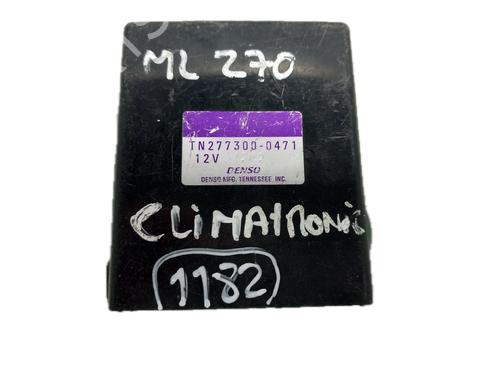 ML 270
TN277300-0471
12V
DENSO
DENSO MFG. TENNESSEE, INC.
CLIMATRONIC
1182